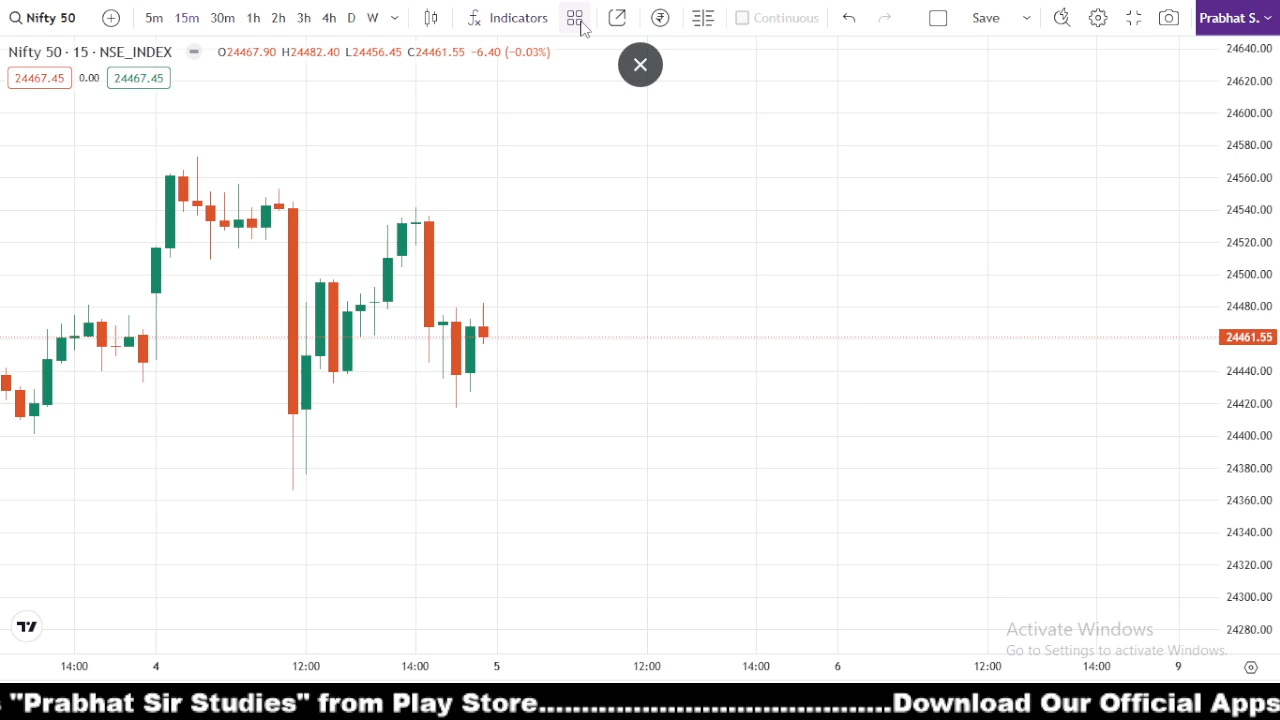 Nifty 50 5m 15m 30m 1h 2h 3h 4h D W Indicators Continuous Save Prabhat S.
Nifty 50 · 15 · NSE_INDEX O24467.90 H24482.40 L24456.45 C24461.55 -6.40 (-0.03%)
24467.45 0.00 24467.45
24640.00
24620.00
24600.00
24580.00
24560.00
24540.00
24520.00
24500.00
24480.00
24461.55
24440.00
24420.00
24400.00
24380.00
24360.00
24340.00
24320.00
24300.00
24280.00
Activate Windows
Go to Settings to activate Windows.
14:00 4 12:00 14:00 5 12:00 14:00 6 12:00 14:00 9
"Prabhat Sir Studies" from Play Store.......................................Download Our Official Apps